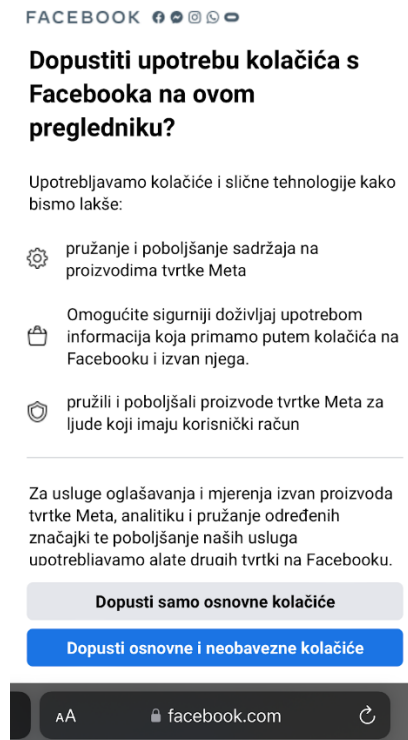 FACEBOOK
Dopustiti upotrebu kolačića s
Facebooka na ovom
pregledniku?
Upotrebljavamo kolačiće i slične tehnologije kako
bismo lakše:
pružanje i poboljšanje sadržaja na
proizvodima tvrtke Meta
Omogućite sigurniji doživljaj upotrebom
informacija koja primamo putem kolačića na
Facebooku i izvan njega.
pružili i poboljšali proizvode tvrtke Meta za
ljude koji imaju korisnički račun
Za usluge oglašavanja i mjerenja izvan proizvoda
tvrtke Meta, analitiku i pružanje određenih
značajki te poboljšanje naših usluga
upotrebljavamo alate drugih tvrtki na Facebooku.
Dopusti samo osnovne kolačiće
Dopusti osnovne i neobavezne kolačiće
AA facebook.com